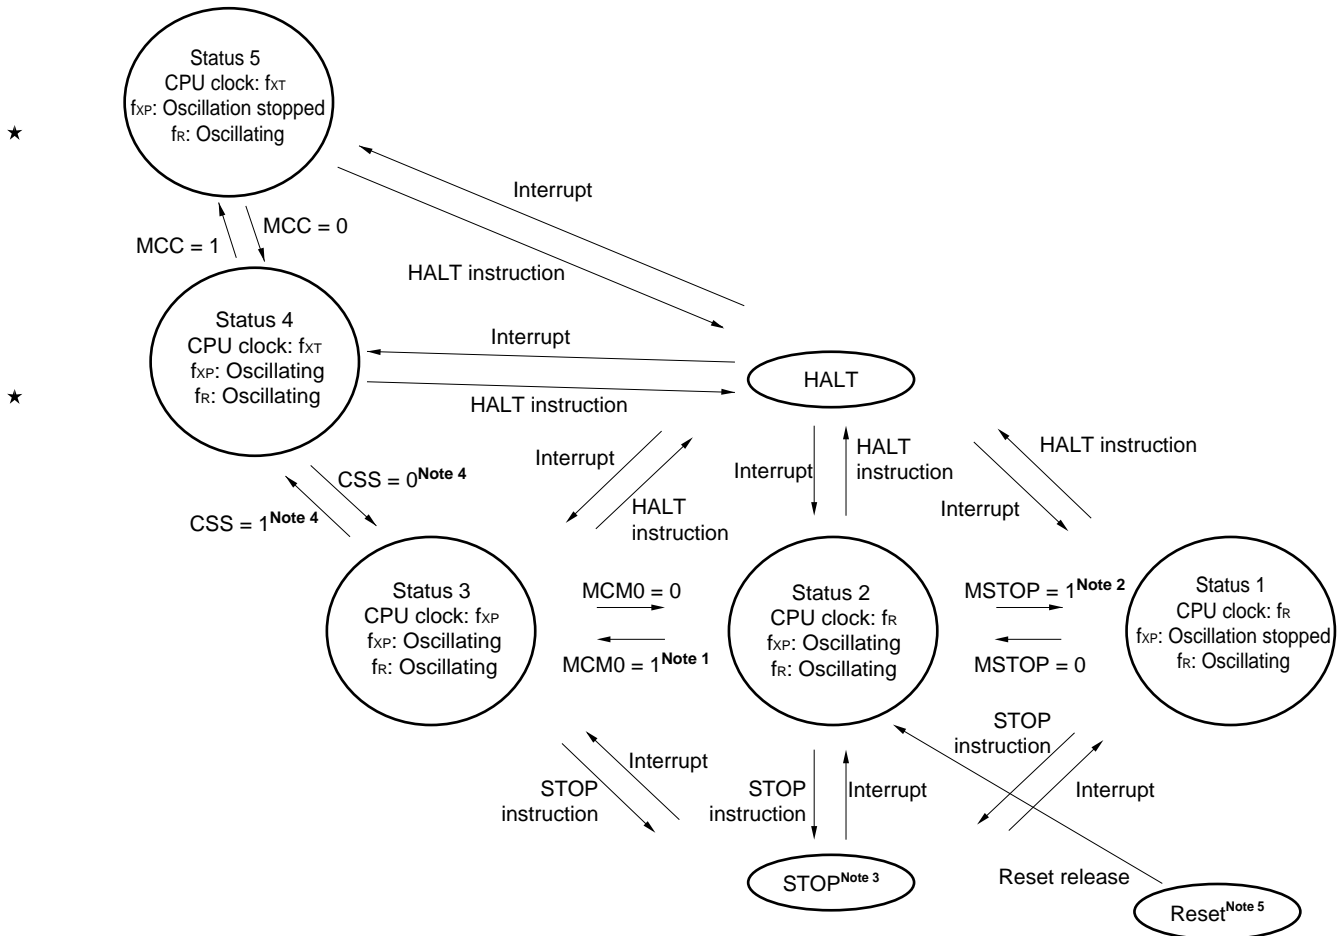 Status 5
CPU clock: fXT
fXP: Oscillation stopped
★
fR: Oscillating
Interrupt
MCC = 0
MCC = 1
HALT instruction
Status 4
CPU clock: fXT
fXP: Oscillating
★
fR: Oscillating
Interrupt
HALT
HALT instruction
CSS = 0Note 4
CSS = 1Note 4
Interrupt
HALT
instruction
Interrupt
HALT
instruction
HALT instruction
Interrupt
Status 3
CPU clock: fXP
fXP: Oscillating
fR: Oscillating
MCM0 = 0
MCM0 = 1Note 1
Status 2
CPU clock: fR
fXP: Oscillating
fR: Oscillating
MSTOP = 1Note 2
MSTOP = 0
Status 1
CPU clock: fR
fXP: Oscillation stopped
fR: Oscillating
Interrupt
STOP
instruction
STOP
instruction
Interrupt
STOP
instruction
Interrupt
STOPNote 3
Reset release
ResetNote 5